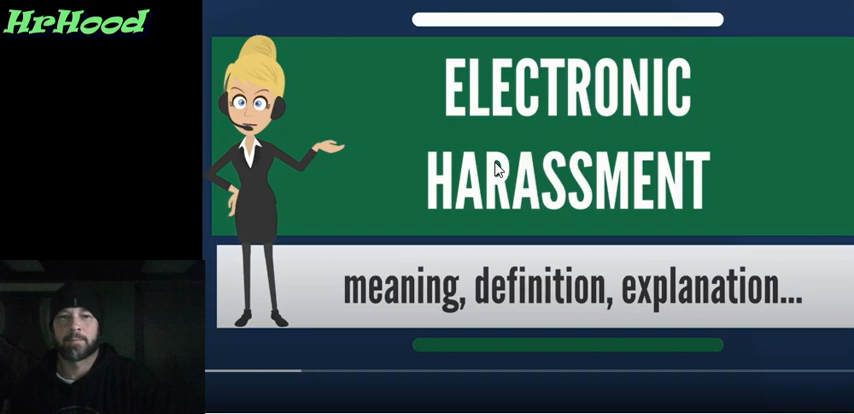 HrHood
ELECTRONIC
HARASSMENT
meaning, definition, explanation...